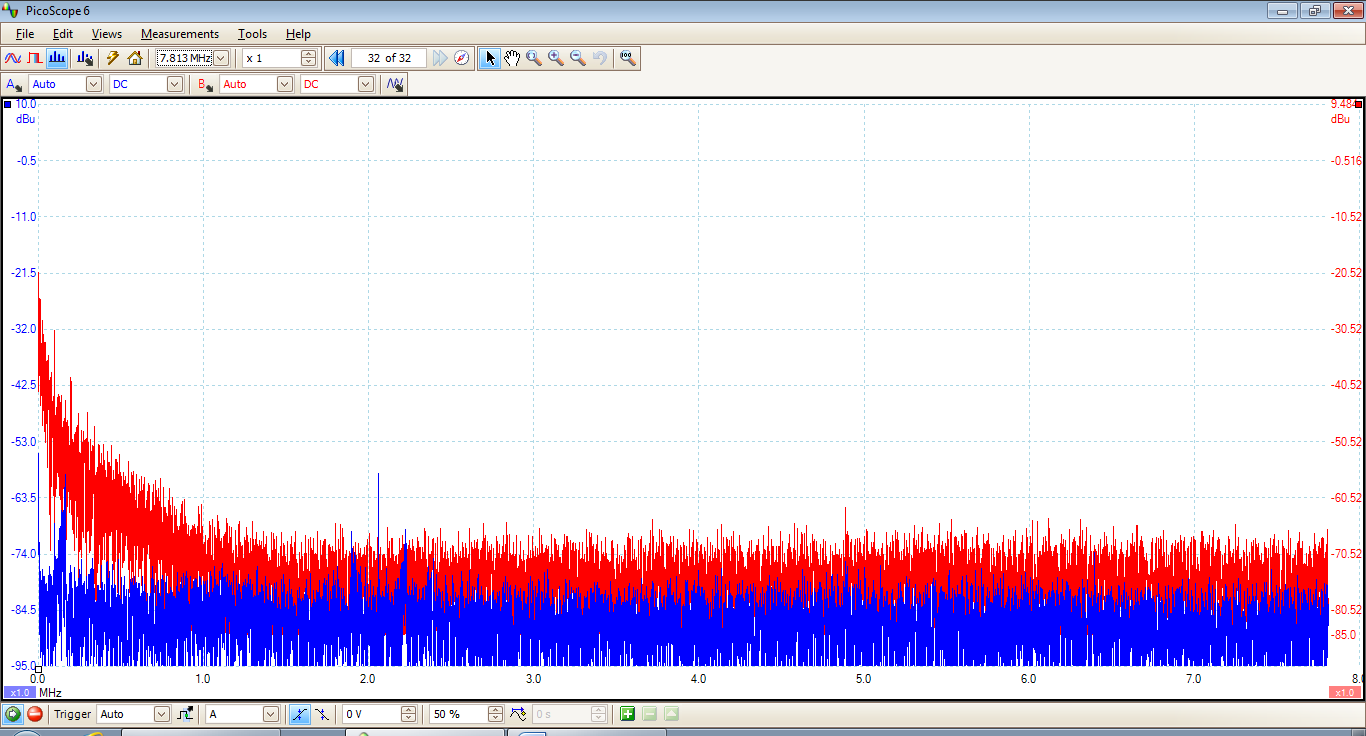 PicoScope 6
File Edit Views Measurements Tools Help
7.813 MHz x 1 32 of 32
A Auto DC B Auto DC
10.0 9.484
dBu dBu
-0.5 -0.516
-11.0 -10.52
-21.5 -20.52
-32.0 -30.52
-42.5 -40.52
-53.0 -50.52
-63.5 -60.52
-74.0 -70.52
-84.5 -80.52
-85.0
-95.0
0.0 1.0 2.0 3.0 4.0 5.0 6.0 7.0 8.0
x1.0 MHz x1.0
Trigger Auto A 0 V 50 % 0 s